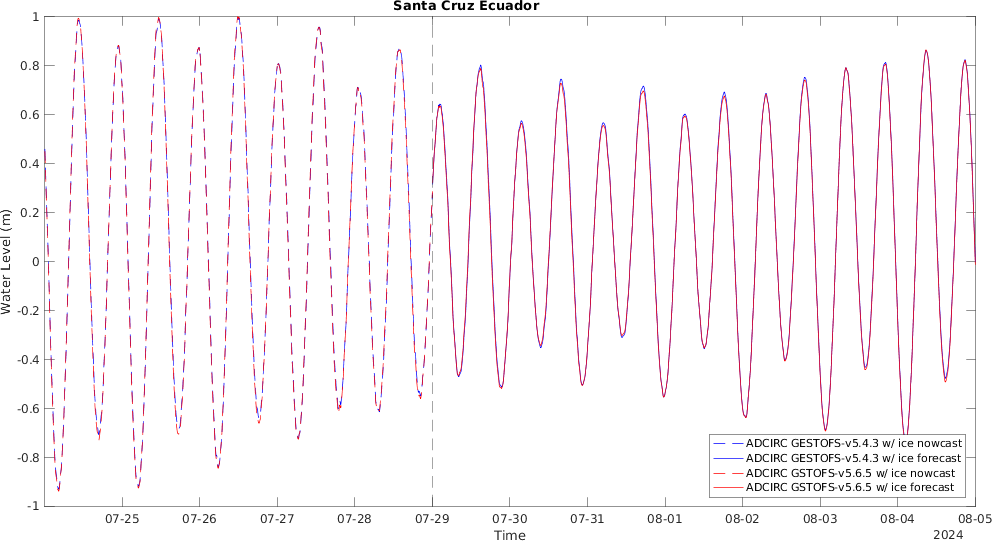 Santa Cruz Ecuador
1
0.8
0.6
0.4
0.2
0
-0.2
-0.4
-0.6
-0.8
-1
Water Level (m)
ADCIRC GESTOFS-v5.4.3 w/ ice nowcast
ADCIRC GESTOFS-v5.4.3 w/ ice forecast
ADCIRC GSTOFS-v5.6.5 w/ ice nowcast
ADCIRC GSTOFS-v5.6.5 w/ ice forecast
07-25 07-26 07-27 07-28 07-29 07-30 07-31 08-01 08-02 08-03 08-04 08-05
Time
2024